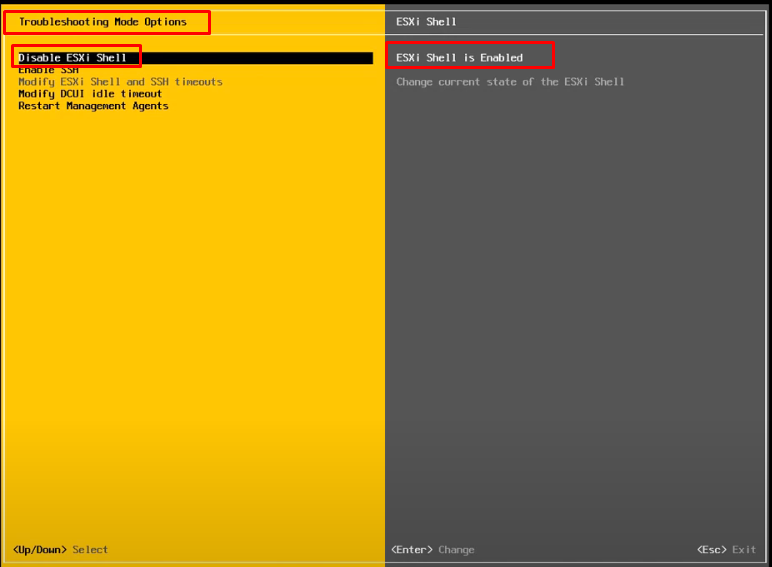 Troubleshooting Mode Options
Disable ESXi Shell
Enable SSH
Modify ESXi Shell and SSH timeouts
Modify DCUI idle timeout
Restart Management Agents
ESXi Shell
ESXi Shell is Enabled
Change current state of the ESXi Shell
<Up/Down> Select
<Enter> Change
<Esc> Exit